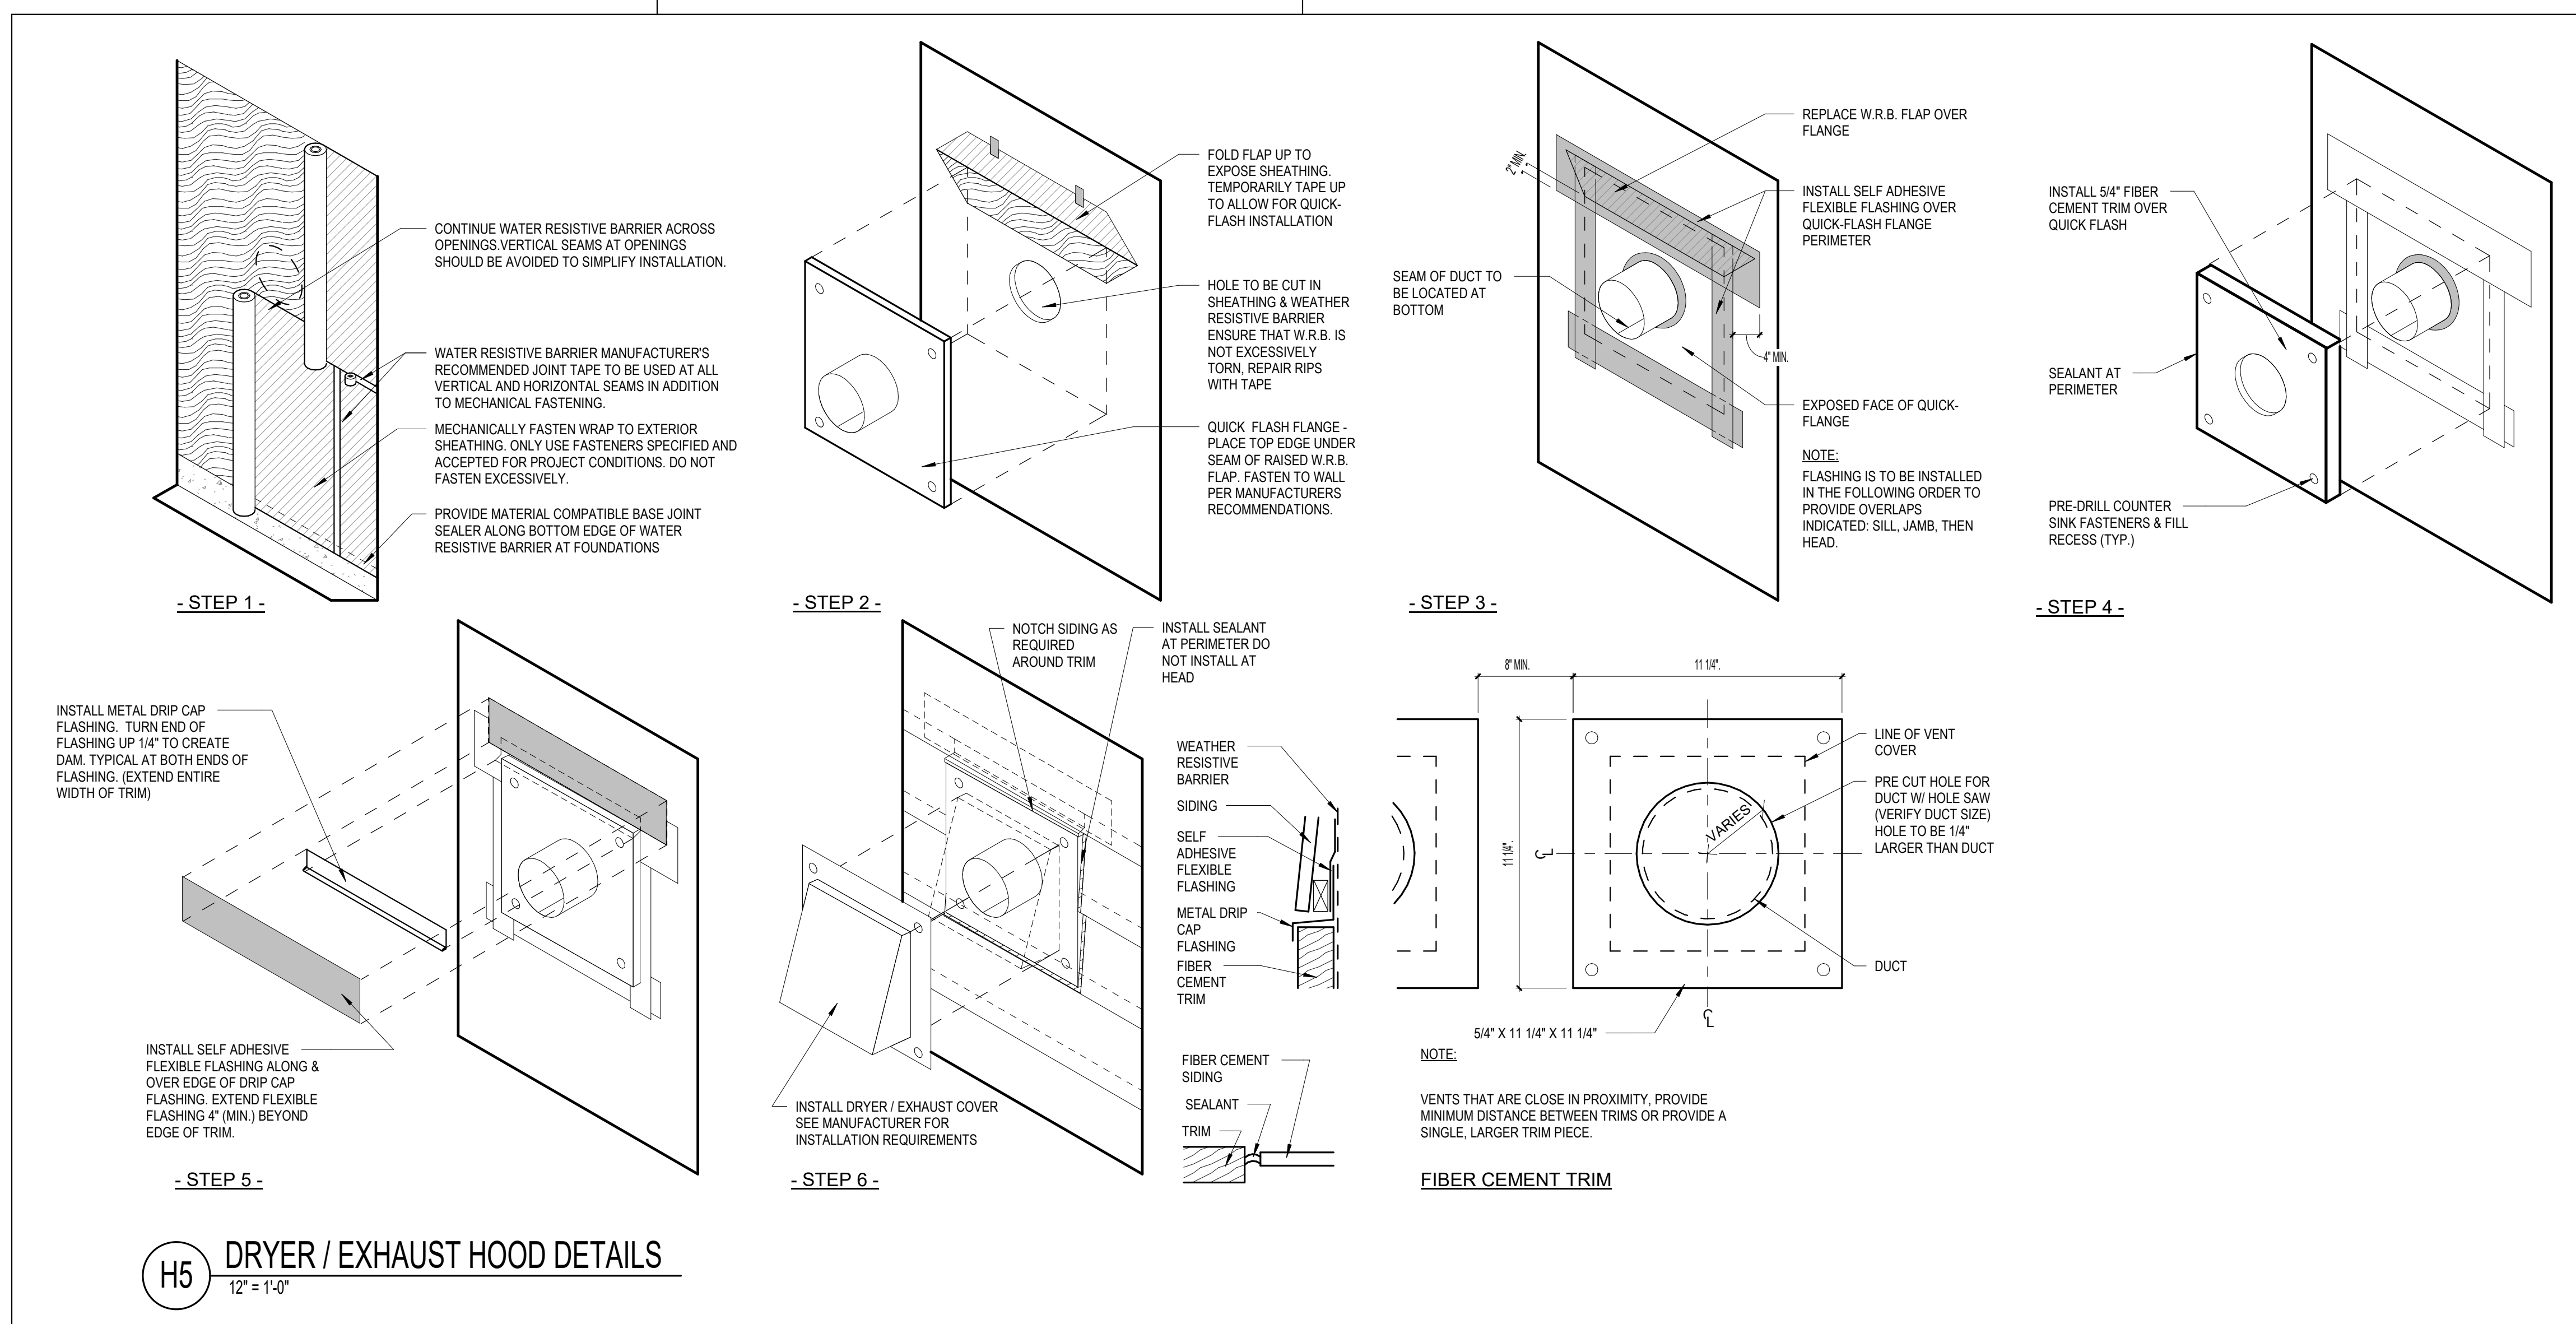 CONTINUE WATER RESISTIVE BARRIER ACROSS
OPENINGS.VERTICAL SEAMS AT OPENINGS
SHOULD BE AVOIDED TO SIMPLIFY INSTALLATION.
WATER RESISTIVE BARRIER MANUFACTURER'S
RECOMMENDED JOINT TAPE TO BE USED AT ALL
VERTICAL AND HORIZONTAL SEAMS IN ADDITION
TO MECHANICAL FASTENING.
MECHANICALLY FASTEN WRAP TO EXTERIOR
SHEATHING. ONLY USE FASTENERS SPECIFIED AND
ACCEPTED FOR PROJECT CONDITIONS. DO NOT
FASTEN EXCESSIVELY.
PROVIDE MATERIAL COMPATIBLE BASE JOINT
SEALER ALONG BOTTOM EDGE OF WATER
RESISTIVE BARRIER AT FOUNDATIONS
- STEP 1 -
FOLD FLAP UP TO
EXPOSE SHEATHING.
TEMPORARILY TAPE UP
TO ALLOW FOR QUICK-
FLASH INSTALLATION
HOLE TO BE CUT IN
SHEATHING & WEATHER
RESISTIVE BARRIER
ENSURE THAT W.R.B. IS
NOT EXCESSIVELY
TORN, REPAIR RIPS
WITH TAPE
QUICK FLASH FLANGE -
PLACE TOP EDGE UNDER
SEAM OF RAISED W.R.B.
FLAP. FASTEN TO WALL
PER MANUFACTURERS
RECOMMENDATIONS.
- STEP 2 -
2" MIN.
REPLACE W.R.B. FLAP OVER
FLANGE
INSTALL SELF ADHESIVE
FLEXIBLE FLASHING OVER
QUICK-FLASH FLANGE
PERIMETER
SEAM OF DUCT TO
BE LOCATED AT
BOTTOM
4" MIN.
EXPOSED FACE OF QUICK-
FLANGE
NOTE:
FLASHING IS TO BE INSTALLED
IN THE FOLLOWING ORDER TO
PROVIDE OVERLAPS
INDICATED: SILL, JAMB, THEN
HEAD.
- STEP 3 -
INSTALL 5/4" FIBER
CEMENT TRIM OVER
QUICK FLASH
SEALANT AT
PERIMETER
PRE-DRILL COUNTER
SINK FASTENERS & FILL
RECESS (TYP.)
- STEP 4 -
INSTALL METAL DRIP CAP
FLASHING. TURN END OF
FLASHING UP 1/4" TO CREATE
DAM. TYPICAL AT BOTH ENDS OF
FLASHING. (EXTEND ENTIRE
WIDTH OF TRIM)
INSTALL SELF ADHESIVE
FLEXIBLE FLASHING ALONG &
OVER EDGE OF DRIP CAP
FLASHING. EXTEND FLEXIBLE
FLASHING 4" (MIN.) BEYOND
EDGE OF TRIM.
- STEP 5 -
NOTCH SIDING AS
REQUIRED
AROUND TRIM
INSTALL SEALANT
AT PERIMETER DO
NOT INSTALL AT
HEAD
INSTALL DRYER / EXHAUST COVER
SEE MANUFACTURER FOR
INSTALLATION REQUIREMENTS
- STEP 6 -
WEATHER
RESISTIVE
BARRIER
SIDING
SELF
ADHESIVE
FLEXIBLE
FLASHING
METAL DRIP
CAP
FLASHING
FIBER
CEMENT
TRIM
FIBER CEMENT
SIDING
SEALANT
TRIM
8" MIN.
11 1/4".
11 1/4".
CL
VARIES
LINE OF VENT
COVER
PRE CUT HOLE FOR
DUCT W/ HOLE SAW
(VERIFY DUCT SIZE)
HOLE TO BE 1/4"
LARGER THAN DUCT
DUCT
CL
5/4" X 11 1/4" X 11 1/4"
NOTE:
VENTS THAT ARE CLOSE IN PROXIMITY, PROVIDE
MINIMUM DISTANCE BETWEEN TRIMS OR PROVIDE A
SINGLE, LARGER TRIM PIECE.
FIBER CEMENT TRIM
H5
DRYER / EXHAUST HOOD DETAILS
12" = 1'-0"